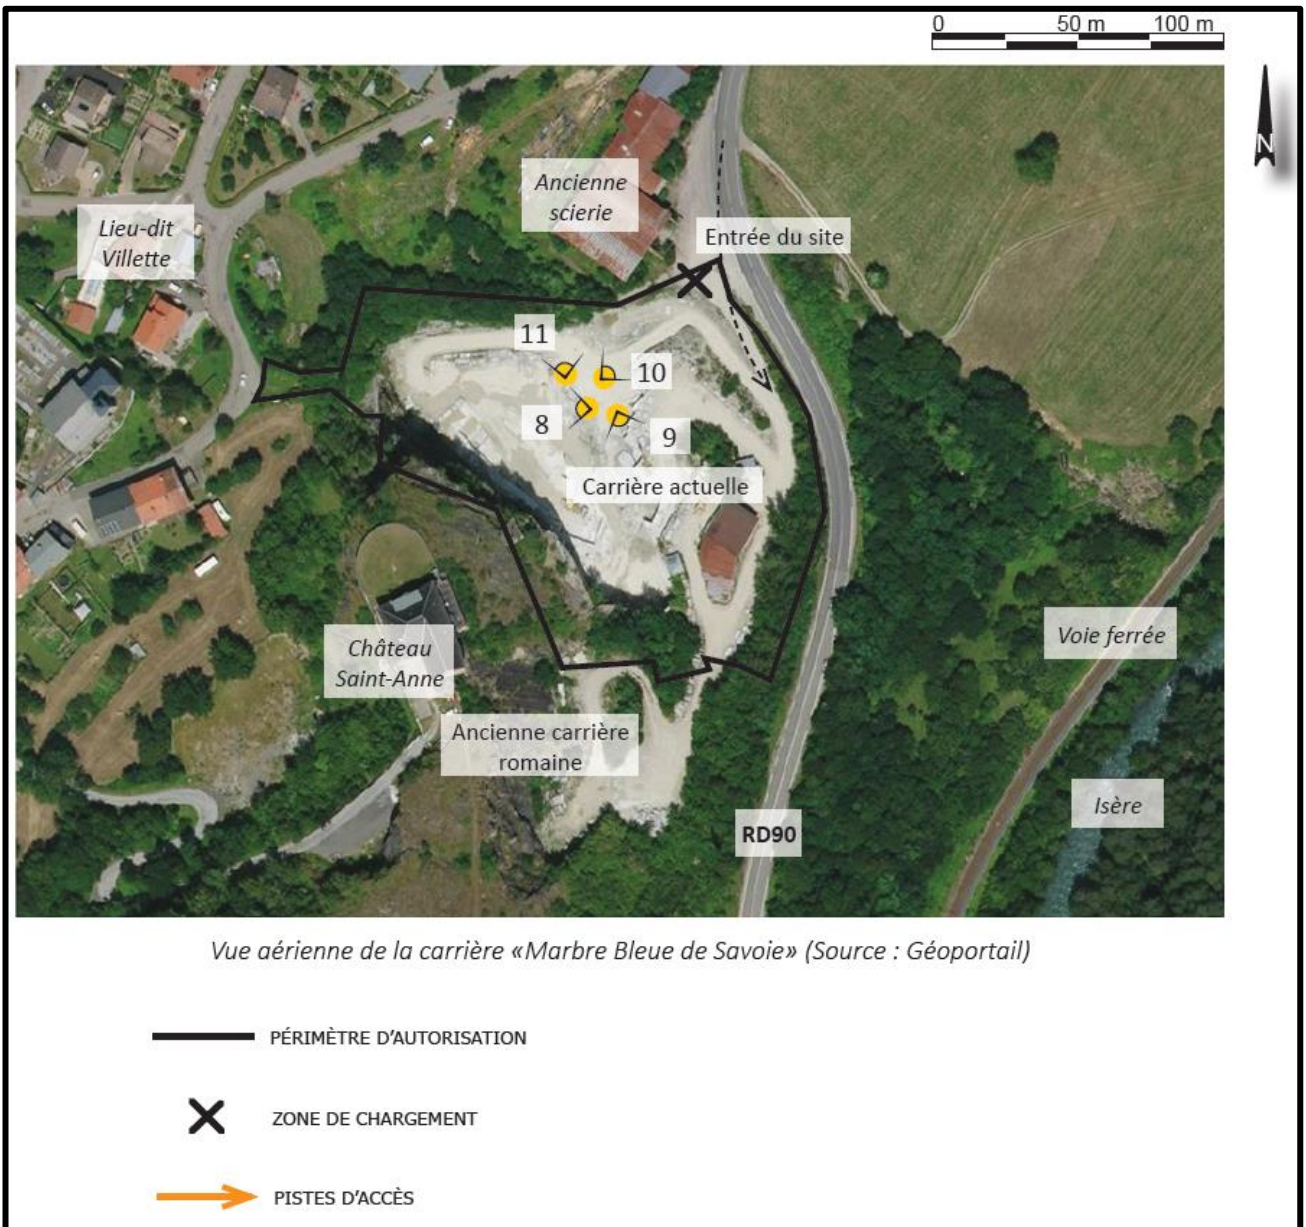 0 50 m 100 m
N
Ancienne
scierie
Lieu-dit
Villette
Entrée du site
11
10
8
9
Carrière actuelle
Château
Saint-Anne
Voie ferrée
Ancienne carrière
romaine
Isère
RD90
Vue aérienne de la carrière «Marbre Bleue de Savoie» (Source : Géoportail)
PÉRIMÈTRE D'AUTORISATION
ZONE DE CHARGEMENT
PISTES D'ACCÈS